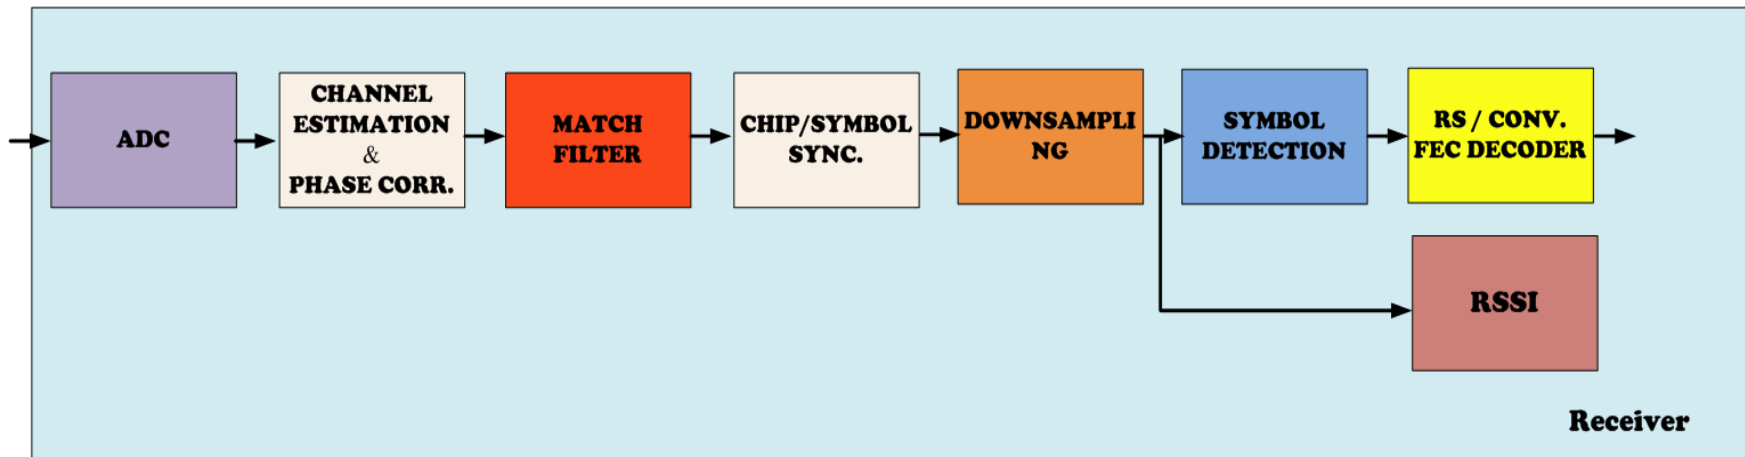 ADC
CHANNEL
ESTIMATION
&
PHASE CORR.
MATCH
FILTER
CHIP/SYMBOL
SYNC.
DOWNSAMPLI
NG
SYMBOL
DETECTION
RS / CONV.
FEC DECODER
RSSI
Receiver